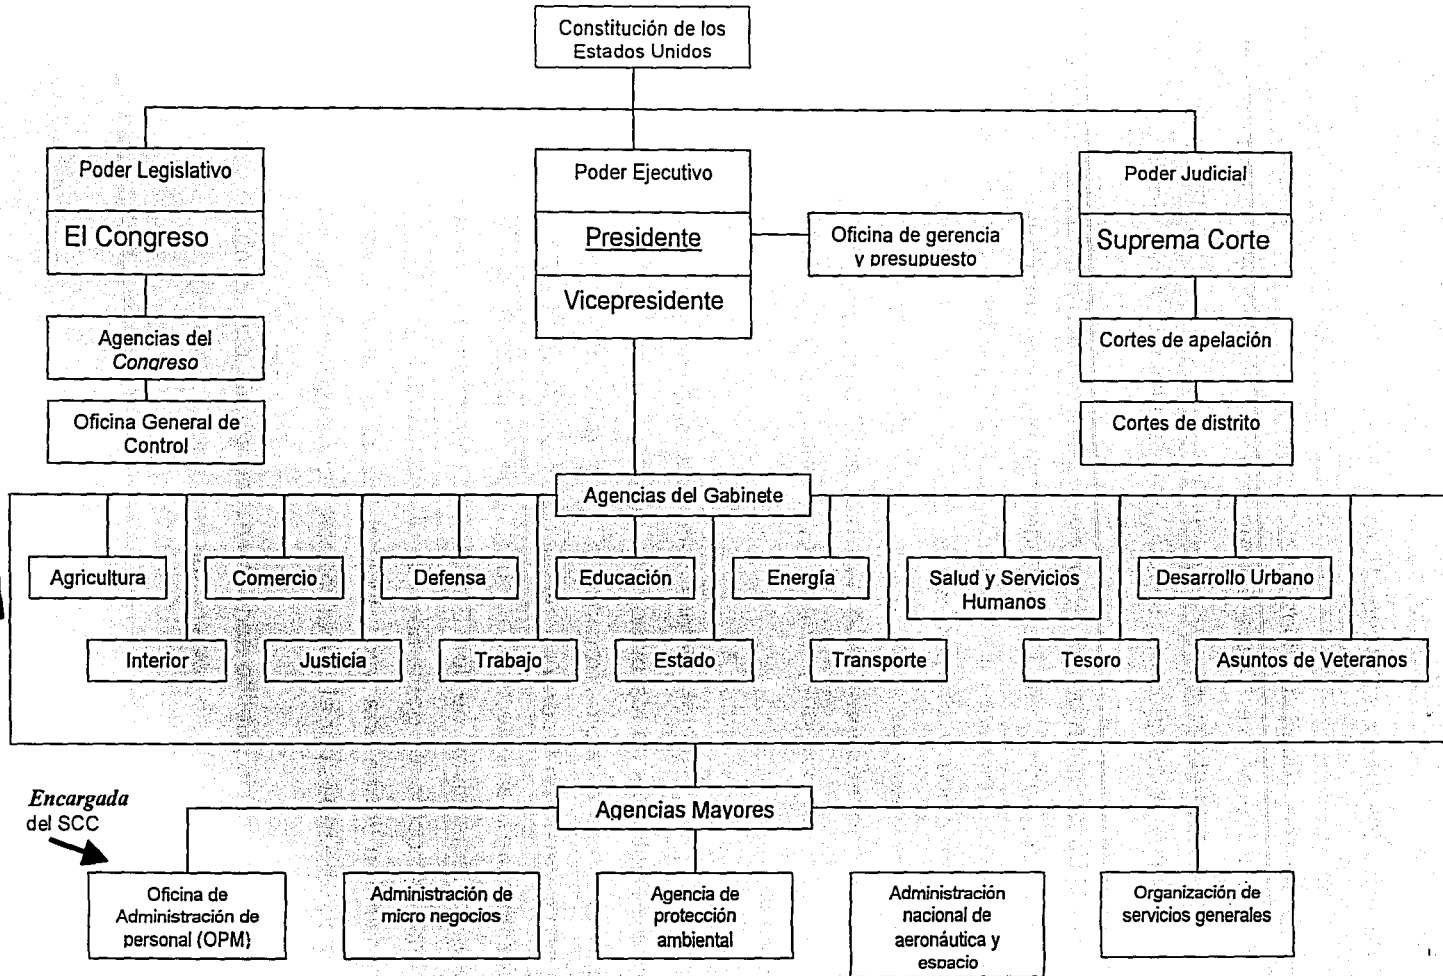 Constitución de los
Estados Unidos
Poder Legislativo
El Congreso
Agencias del
Congreso
Oficina General de
Control
Poder Ejecutivo
Presidente
Vicepresidente
Oficina de gerencia
y presupuesto
Poder Judicial
Suprema Corte
Cortes de apelación
Cortes de distrito
Agencias del Gabinete
Agricultura
Comercio
Defensa
Educación
Energía
Salud y Servicios
Humanos
Desarrollo Urbano
Interior
Justicia
Trabajo
Estado
Transporte
Tesoro
Asuntos de Veteranos
Agencias Mayores
Encargada
del SCC
Oficina de
Administración de
personal (OPM)
Administración de
micro negocios
Agencia de
protección
ambiental
Administración
nacional de
aeronáutica y
espacio
Organización de
servicios generales